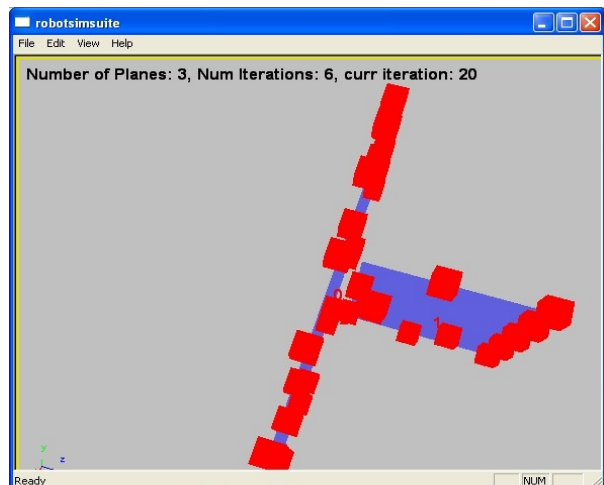 robotsimsuite
File Edit View Help
Number of Planes: 3, Num Iterations: 6, curr iteration: 20
0
1
y
z
Ready NUM